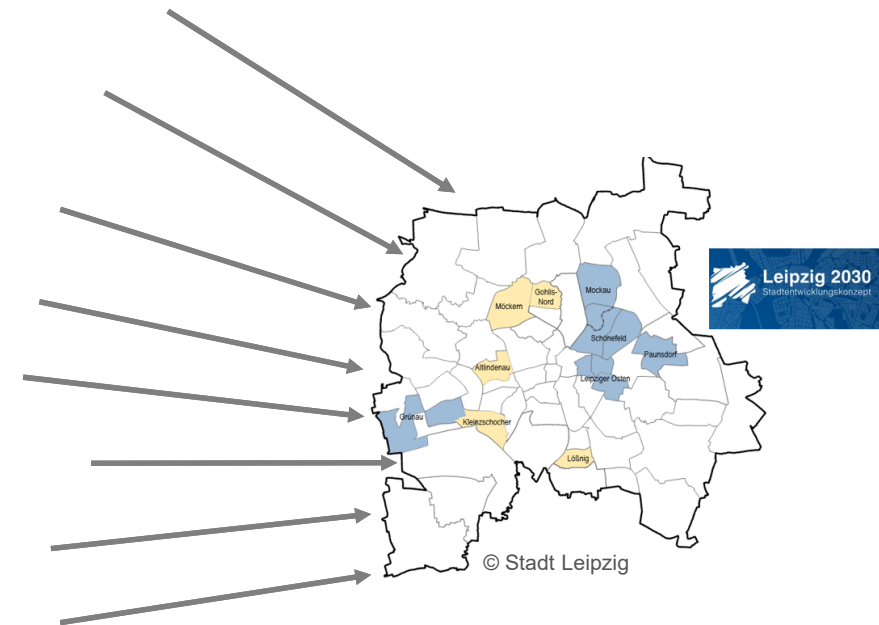 Gohlis-
Nord
Mockau
Möckern
Schönefeld
Paunsdorf
Altlindenau
Leipziger Osten
Grünau
Kleinzschocher
Lößnig
© Stadt Leipzig
Leipzig 2030
Stadtentwicklungskonzept